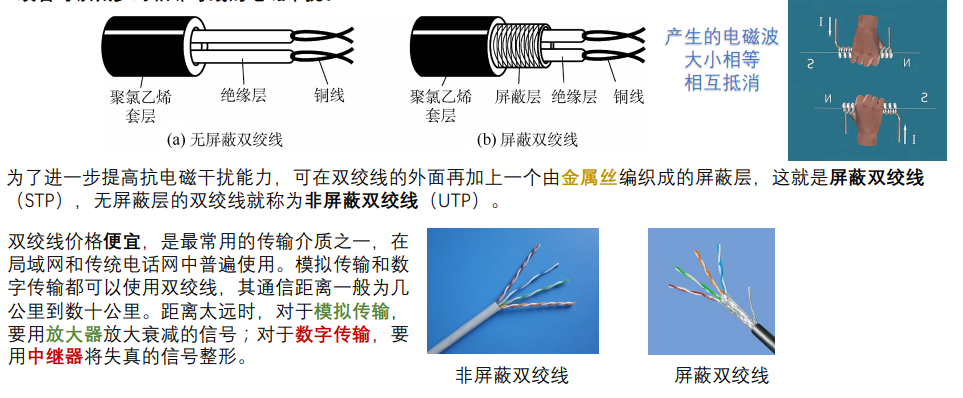 聚氯乙烯
套层
绝缘层
铜线
(a) 无屏蔽双绞线
聚氯乙烯
套层
屏蔽层
绝缘层
铜线
(b) 屏蔽双绞线
产生的电磁波
大小相等
相互抵消
I
S
N
N
S
I
为了进一步提高抗电磁干扰能力，可在双绞线的外面再加上一个由金属丝编织成的屏蔽层，这就是屏蔽双绞线
（STP），无屏蔽层的双绞线就称为非屏蔽双绞线（UTP）。
双绞线价格便宜，是最常用的传输介质之一，在
局域网和传统电话网中普遍使用。模拟传输和数
字传输都可以使用双绞线，其通信距离一般为几
公里到数十公里。距离太远时，对于模拟传输，
要用放大器放大衰减的信号；对于数字传输，要
用中继器将失真的信号整形。
非屏蔽双绞线
屏蔽双绞线